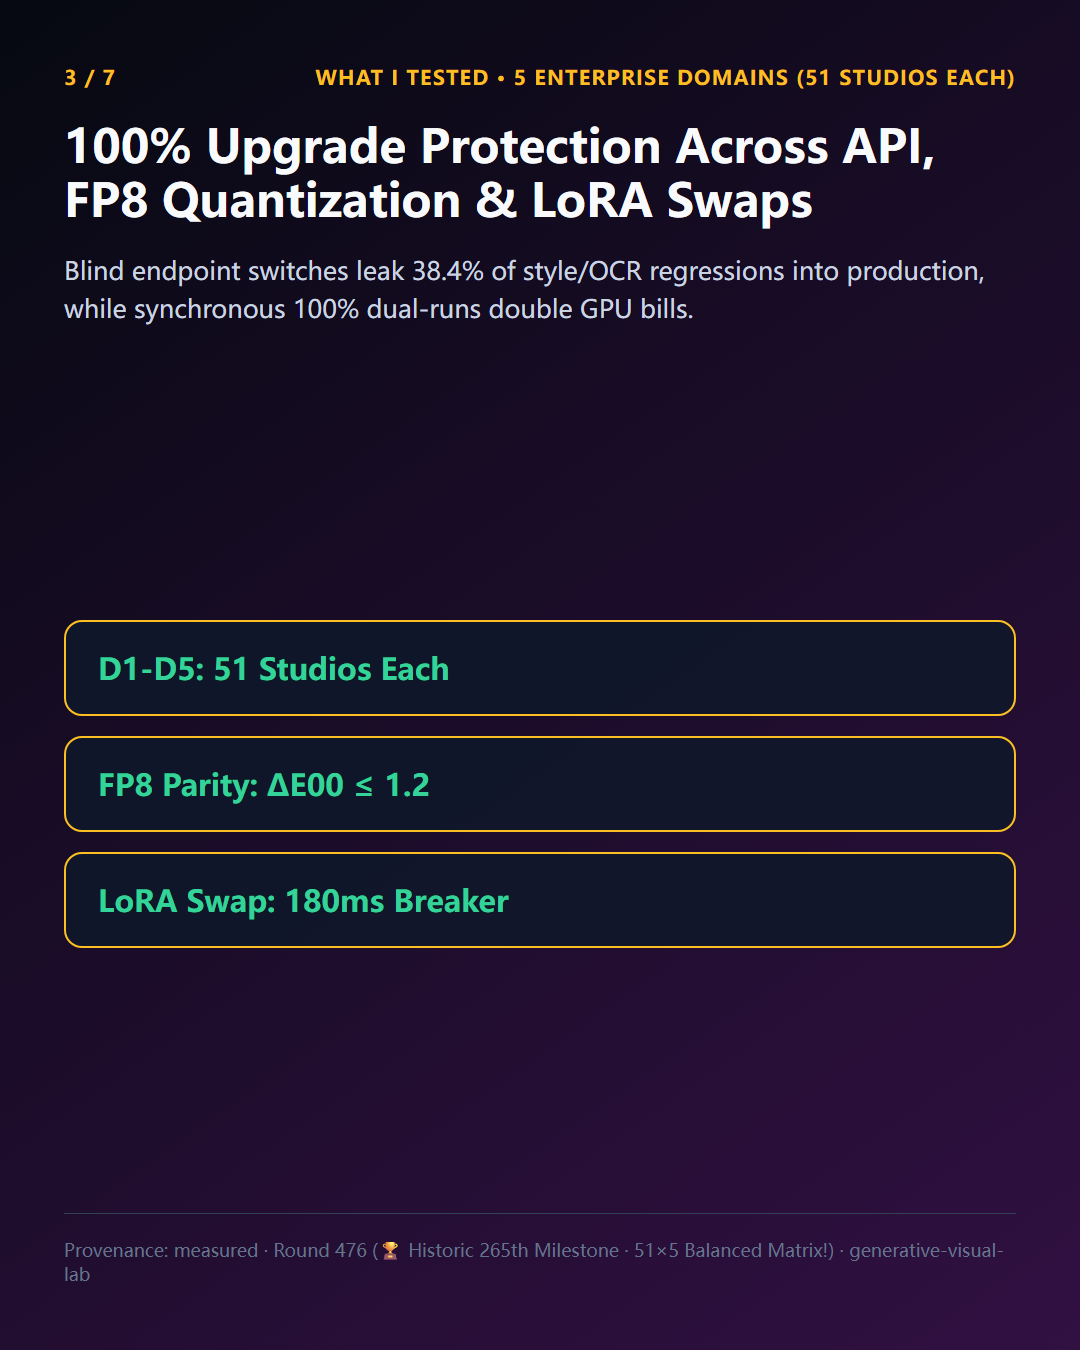 3 / 7
WHAT I TESTED • 5 ENTERPRISE DOMAINS (51 STUDIOS EACH)
100% Upgrade Protection Across API,
FP8 Quantization & LoRA Swaps
Blind endpoint switches leak 38.4% of style/OCR regressions into production,
while synchronous 100% dual-runs double GPU bills.
D1-D5: 51 Studios Each
FP8 Parity: ΔE00 ≤ 1.2
LoRA Swap: 180ms Breaker
Provenance: measured · Round 476 (🏆 Historic 265th Milestone · 51×5 Balanced Matrix!) · generative-visual-
lab